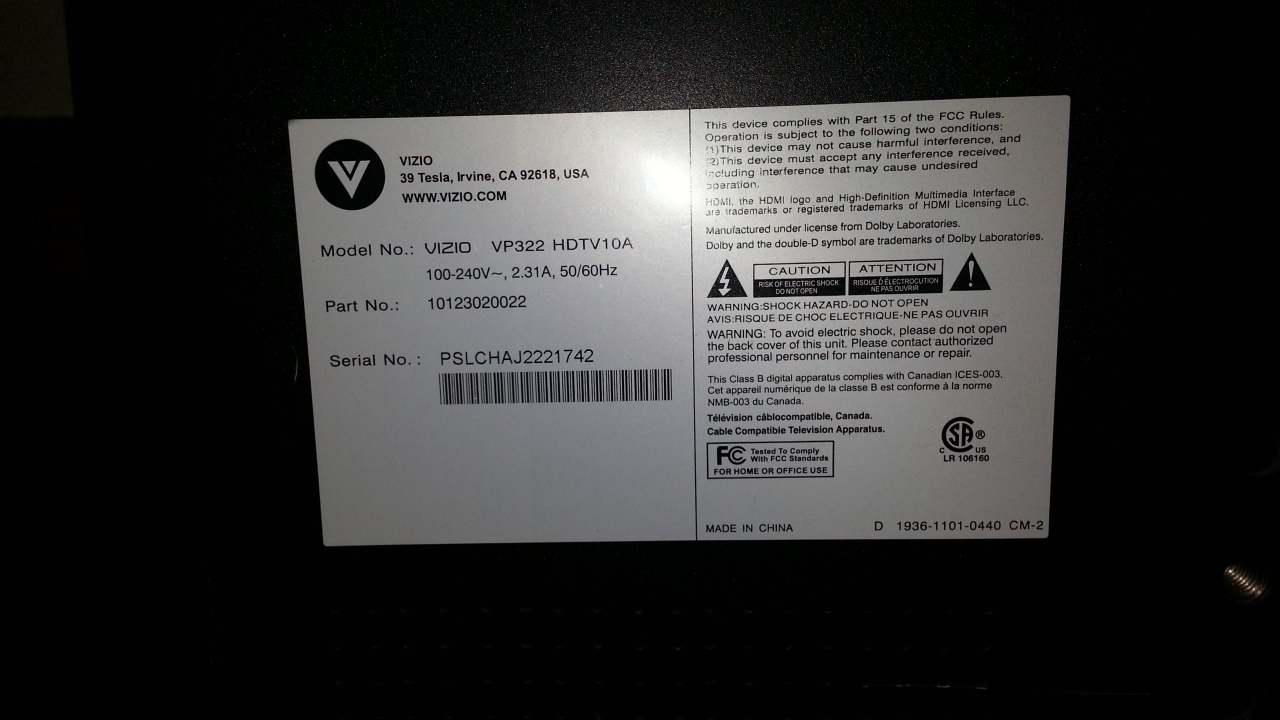 VIZIO
39 Tesla, Irvine, CA 92618, USA
WWW.VIZIO.COM
Model No.: VIZIO VP322 HDTV10A
100-240V~, 2.31A, 50/60Hz
Part No.: 10123020022
Serial No.: PSLCHAJ2221742
This device complies with Part 15 of the FCC Rules.
Operation is subject to the following two conditions:
(1)This device may not cause harmful interference, and
(2)This device must accept any interference received,
including interference that may cause undesired
operation.
HDMI, the HDMI logo and High-Definition Multimedia Interface
are trademarks or registered trademarks of HDMI Licensing LLC.
Manufactured under license from Dolby Laboratories.
Dolby and the double-D symbol are trademarks of Dolby Laboratories.
CAUTION
RISK OF ELECTRIC SHOCK
DO NOT OPEN
ATTENTION
RISQUE D ÉLECTROCUTION
NE PAS OUVRIR
WARNING:SHOCK HAZARD-DO NOT OPEN
AVIS:RISQUE DE CHOC ELECTRIQUE-NE PAS OUVRIR
WARNING: To avoid electric shock, please do not open
the back cover of this unit. Please contact authorized
professional personnel for maintenance or repair.
This Class B digital apparatus complies with Canadian ICES-003.
Cet appareil numérique de la classe B est conforme à la norme
NMB-003 du Canada.
Télévision câblocompatible, Canada.
Cable Compatible Television Apparatus.
FC Tested To Comply
With FCC Standards
FOR HOME OR OFFICE USE
SA ®
C US
LR 106160
MADE IN CHINA D 1936-1101-0440 CM-2